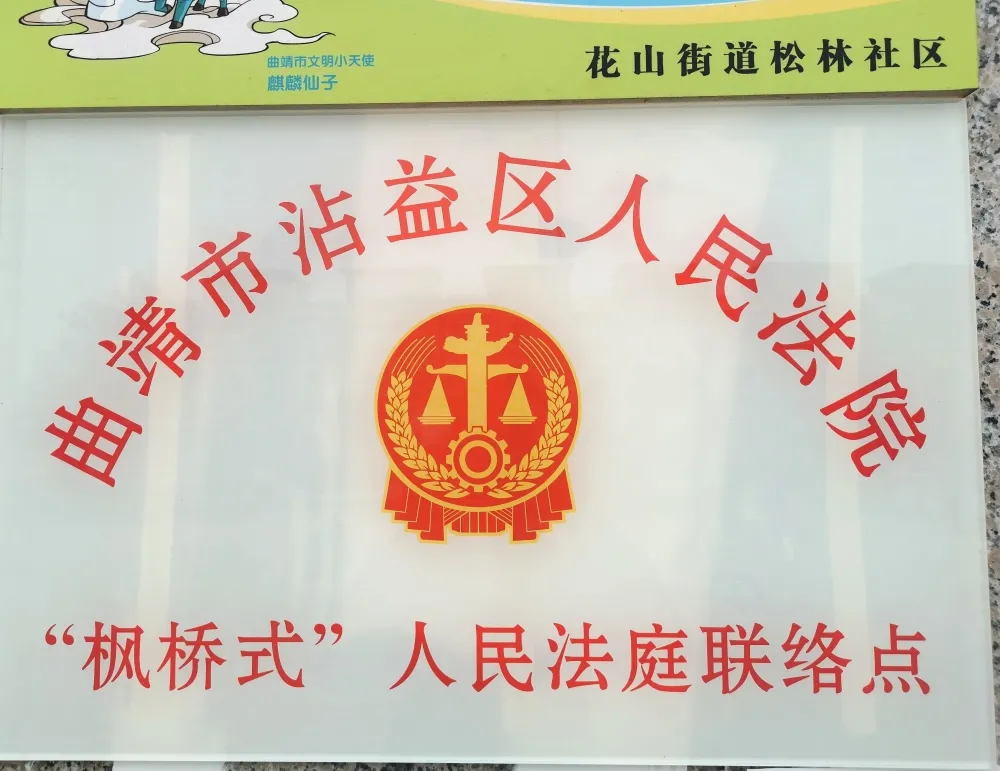 曲靖市文明小天使
麒麟仙子
花山街道松林社区
曲靖市沾益区人民法院
“枫桥式”人民法庭联络点